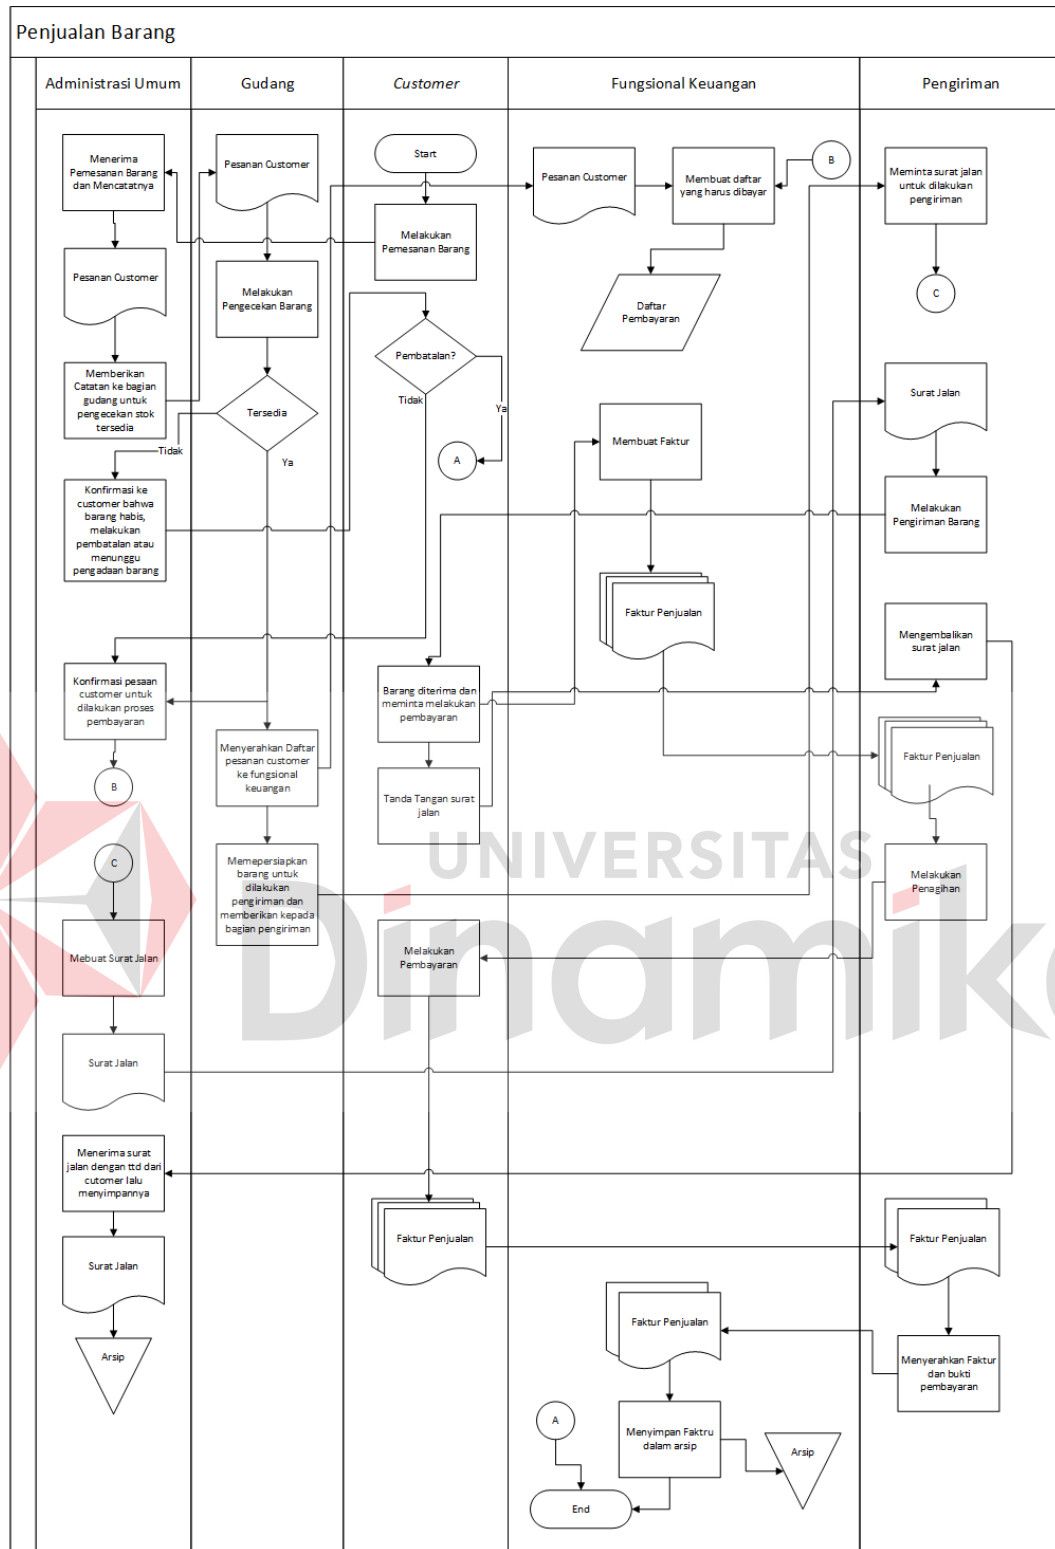 Penjualan Barang
Administrasi Umum
Gudang
Customer
Fungsional Keuangan
Pengiriman
Menerima
Pemesanan Barang
dan Mencatatnya
Pesanan Customer
Memberikan
Catatan ke bagian
gudang untuk
pengecekan stok
tersedia
Tidak
Konfirmasi ke
customer bahwa
barang habis,
melakukan
pembatalan atau
menunggu
pengadaan barang
Konfirmasi pesaan
customer untuk
dilakukan proses
pembayaran
B
C
Mebuat Surat Jalan
Surat Jalan
Menerima surat
jalan dengan ttd dari
cutomer lalu
menyimpannya
Surat Jalan
Arsip
Pesanan Customer
Melakukan
Pengecekan Barang
Tersedia
Ya
Menyerahkan Daftar
pesanan customer
ke fungsional
keuangan
Memepersiapkan
barang untuk
dilakukan
pengiriman dan
memberikan kepada
bagian pengiriman
Start
Melakukan
Pemesanan Barang
Pembatalan?
Tidak
Ya
A
Barang diterima dan
meminta melakukan
pembayaran
Tanda Tangan surat
jalan
Melakukan
Pembayaran
Faktur Penjualan
Pesanan Customer
Membuat daftar
yang harus dibayar
B
Daftar
Pembayaran
Membuat Faktur
Faktur Penjualan
Faktur Penjualan
Menyimpan Faktru
dalam arsip
Arsip
A
End
Meminta surat jalan
untuk dilakukan
pengiriman
C
Surat Jalan
Melakukan
Pengiriman Barang
Mengembalikan
surat jalan
Faktur Penjualan
Melakukan
Penagihan
Faktur Penjualan
Menyerahkan Faktur
dan bukti
pembayaran
UNIVERSITAS
Dinamika